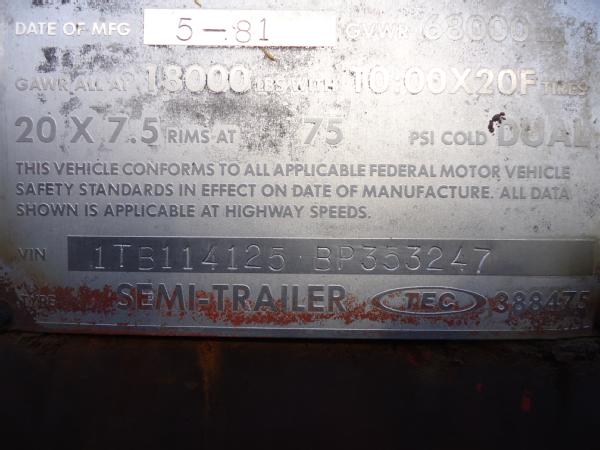 DATE OF MFG 5-81 GVWR 68000
GAWR ALL AT 18000 LBS WITH 10:00X20F TIRES
20 X 7.5 RIMS AT 75 PSI COLD DUAL
THIS VEHICLE CONFORMS TO ALL APPLICABLE FEDERAL MOTOR VEHICLE
SAFETY STANDARDS IN EFFECT ON DATE OF MANUFACTURE. ALL DATA
SHOWN IS APPLICABLE AT HIGHWAY SPEEDS.
VIN 1TB114125 BP353247
TYPE SEMI-TRAILER TEC 388475